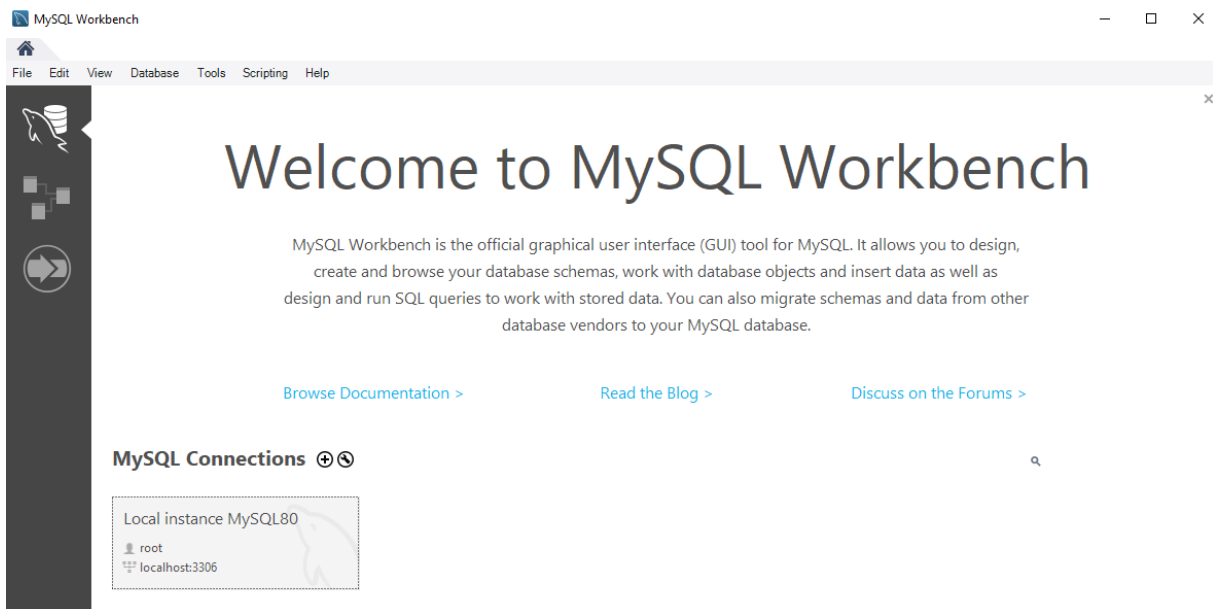 MySQL Workbench
File Edit View Database Tools Scripting Help
Welcome to MySQL Workbench
MySQL Workbench is the official graphical user interface (GUI) tool for MySQL. It allows you to design,
create and browse your database schemas, work with database objects and insert data as well as
design and run SQL queries to work with stored data. You can also migrate schemas and data from other
database vendors to your MySQL database.
Browse Documentation > Read the Blog > Discuss on the Forums >
MySQL Connections
Local instance MySQL80
root
localhost:3306